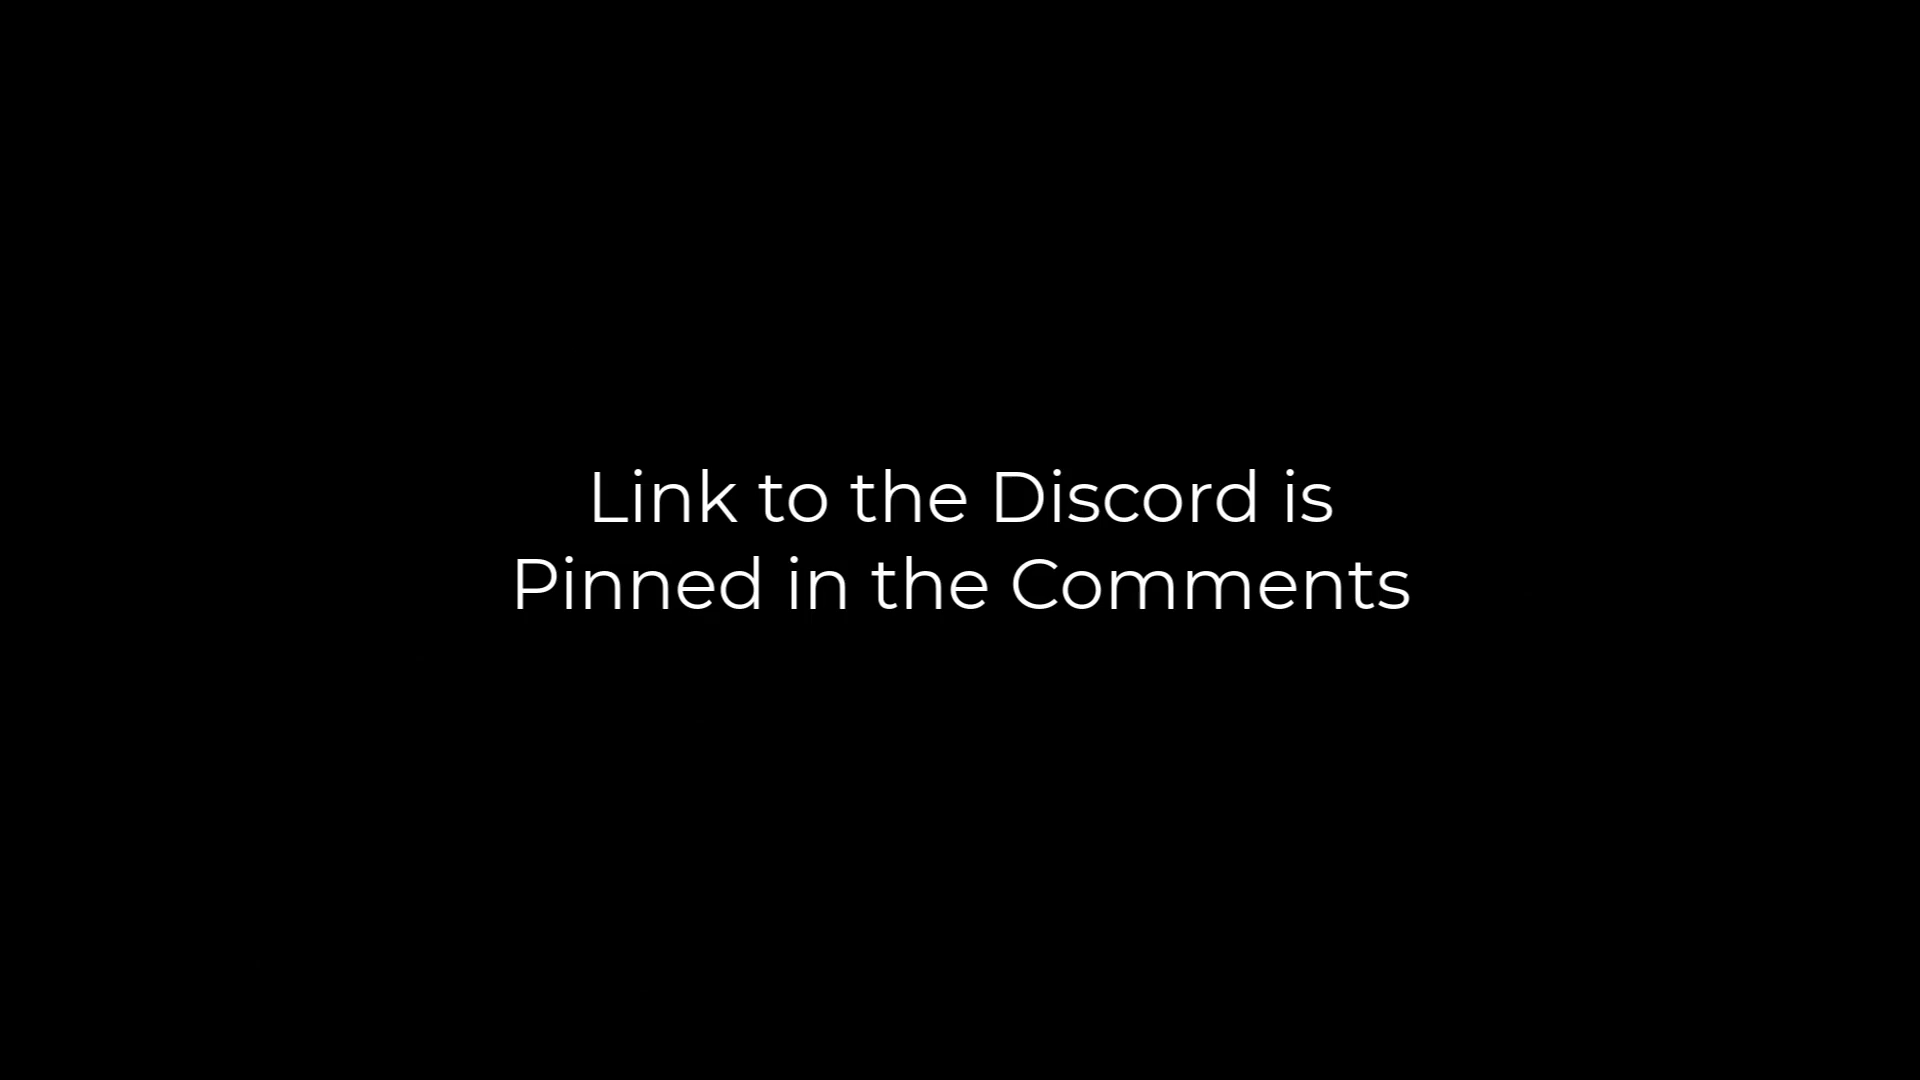 Link to the Discord is
Pinned in the Comments